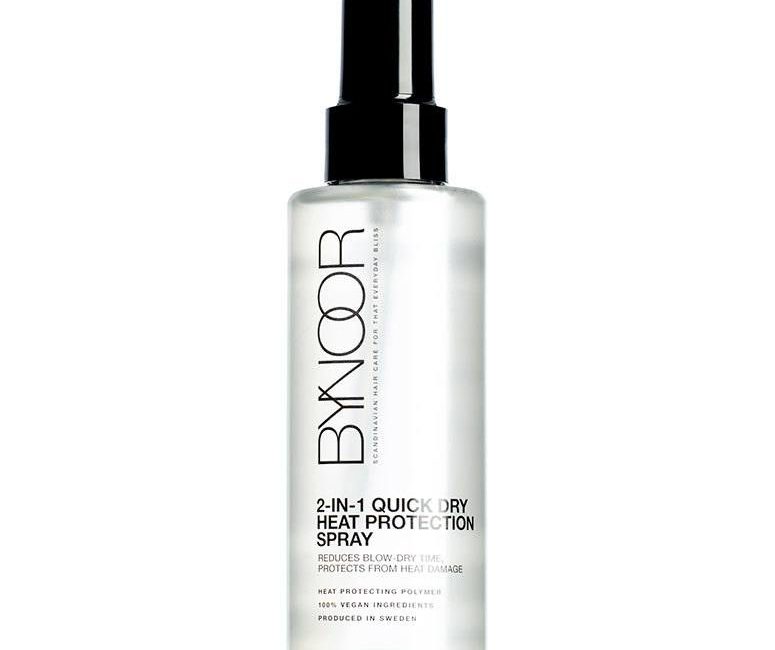 BYNOOR
SCANDINAVIAN HAIR CARE FOR THAT EVERYDAY BLISS
2-IN-1 QUICK DRY
HEAT PROTECTION
SPRAY
REDUCES BLOW-DRY TIME,
PROTECTS FROM HEAT DAMAGE
HEAT PROTECTING POLYMER
100% VEGAN INGREDIENTS
PRODUCED IN SWEDEN